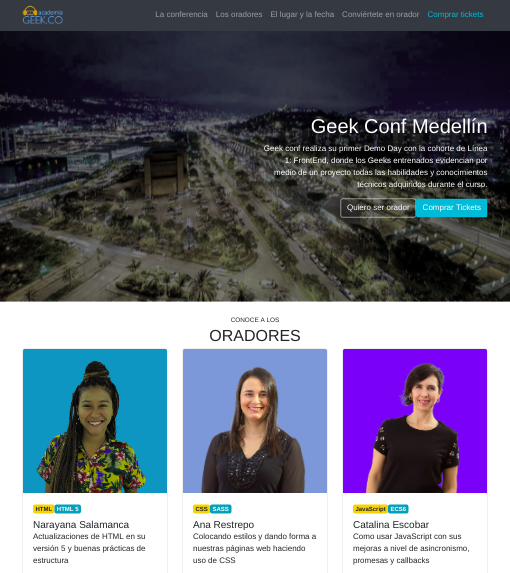 academia
GEEK.CO
La conferencia Los oradores El lugar y la fecha Conviértete en orador Comprar tickets
Geek Conf Medellín
Geek conf realiza su primer Demo Day con la cohorte de Línea
1: FrontEnd, donde los Geeks entrenados evidencian por
medio de un proyecto todas las habilidades y conocimientos
técnicos adquiridos durante el curso.
Quiero ser orador Comprar Tickets
CONOCE A LOS
ORADORES
HTML HTML 5
Narayana Salamanca
Actualizaciones de HTML en su
versión 5 y buenas prácticas de
estructura
CSS SASS
Ana Restrepo
Colocando estilos y dando forma a
nuestras páginas web haciendo
uso de CSS
JavaScript ECS6
Catalina Escobar
Como usar JavaScript con sus
mejoras a nivel de asincronismo,
promesas y callbacks